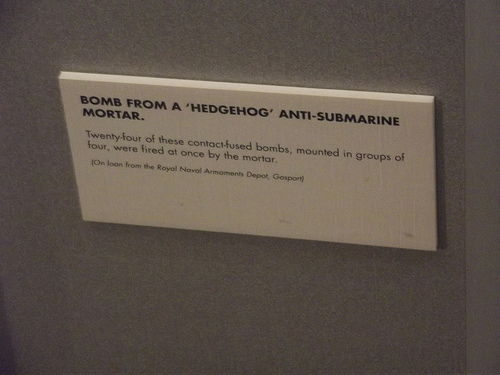 BOMB FROM A 'HEDGEHOG' ANTI-SUBMARINE
MORTAR.
Twenty-four of these contact-fused bombs, mounted in groups of
four, were fired at once by the mortar.
(On loan from the Royal Naval Armaments Depot, Gosport)